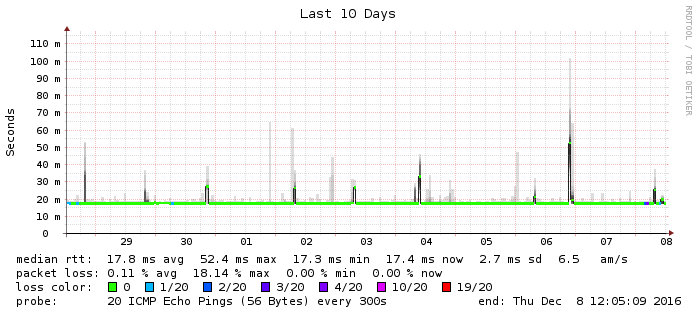 Last 10 Days
RRDTOOL / TOBI OETIKER
Seconds
110 m
100 m
90 m
80 m
70 m
60 m
50 m
40 m
30 m
20 m
10 m
0
29 30 01 02 03 04 05 06 07 08
median rtt: 17.8 ms avg 52.4 ms max 17.3 ms min 17.4 ms now 2.7 ms sd 6.5 am/s
packet loss: 0.11 % avg 18.14 % max 0.00 % min 0.00 % now
loss color: 0 1/20 2/20 3/20 4/20 10/20 19/20
probe: 20 ICMP Echo Pings (56 Bytes) every 300s end: Thu Dec 8 12:05:09 2016